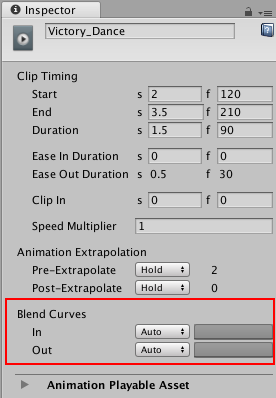 Inspector
Victory_Dance
Clip Timing
Start s 2 f 120
End s 3.5 f 210
Duration s 1.5 f 90
Ease In Duration s 0 f 0
Ease Out Duration s 0.5 f 30
Clip In s 0 f 0
Speed Multiplier 1
Animation Extrapolation
Pre-Extrapolate Hold 2
Post-Extrapolate Hold 0
Blend Curves
In Auto
Out Auto
Animation Playable Asset